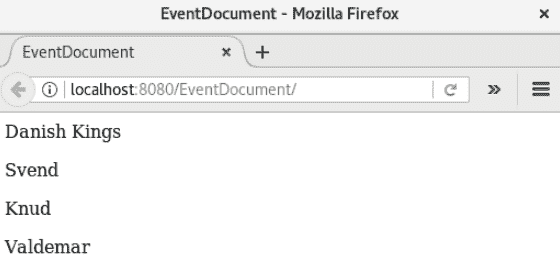 EventDocument - Mozilla Firefox
EventDocument
localhost:8080/EventDocument/
Danish Kings
Svend
Knud
Valdemar